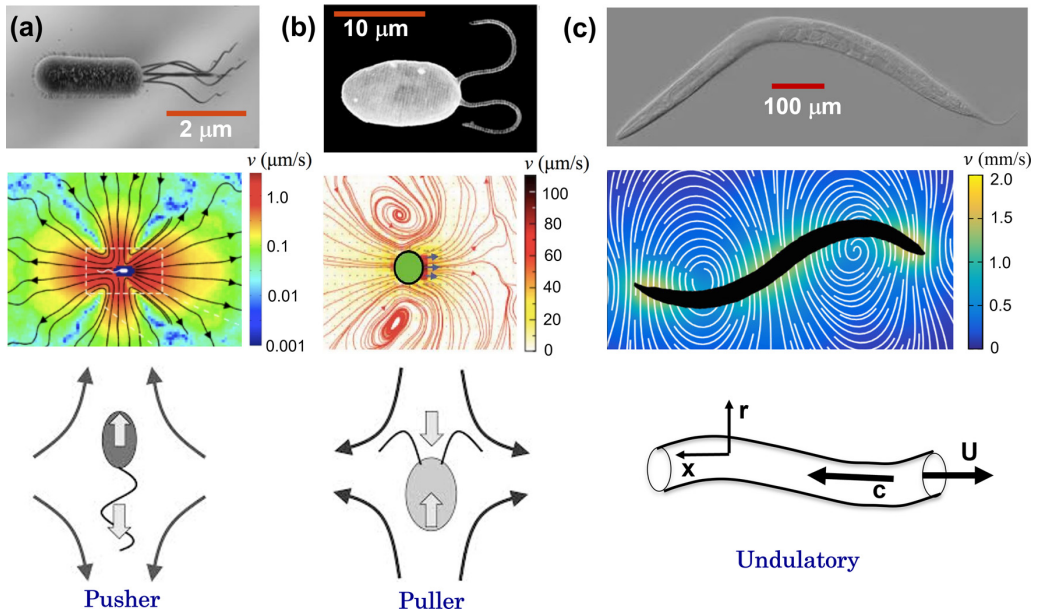 (a)
2 μm
(b)
10 μm
(c)
100 μm
v (μm/s)
1.0
0.1
0.01
0.001
v (μm/s)
100
80
60
40
20
0
v (mm/s)
2.0
1.5
1.0
0.5
0
Pusher
Puller
r
x
c
U
Undulatory